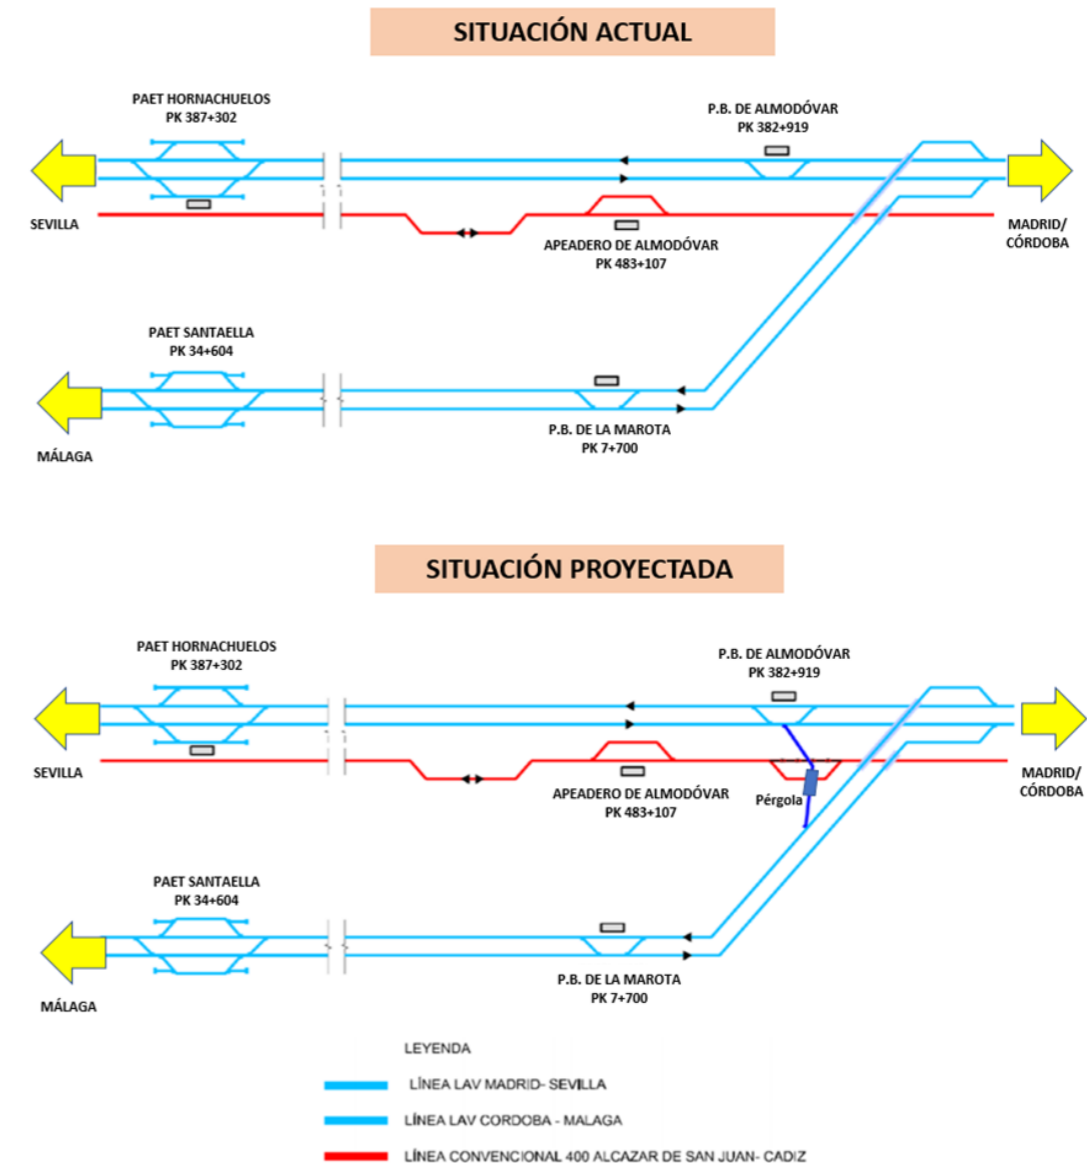 SITUACIÓN ACTUAL
PAET HORNACHUELOS
PK 387+302
P.B. DE ALMODÓVAR
PK 382+919
SEVILLA
APEADERO DE ALMODÓVAR
PK 483+107
MADRID/
CÓRDOBA
PAET SANTAELLA
PK 34+604
MÁLAGA
P.B. DE LA MAROTA
PK 7+700
SITUACIÓN PROYECTADA
PAET HORNACHUELOS
PK 387+302
P.B. DE ALMODÓVAR
PK 382+919
SEVILLA
APEADERO DE ALMODÓVAR
PK 483+107
Pérgola
MADRID/
CÓRDOBA
PAET SANTAELLA
PK 34+604
MÁLAGA
P.B. DE LA MAROTA
PK 7+700
LEYENDA
LÍNEA LAV MADRID- SEVILLA
LÍNEA LAV CORDOBA - MALAGA
LÍNEA CONVENCIONAL 400 ALCAZAR DE SAN JUAN- CADIZ